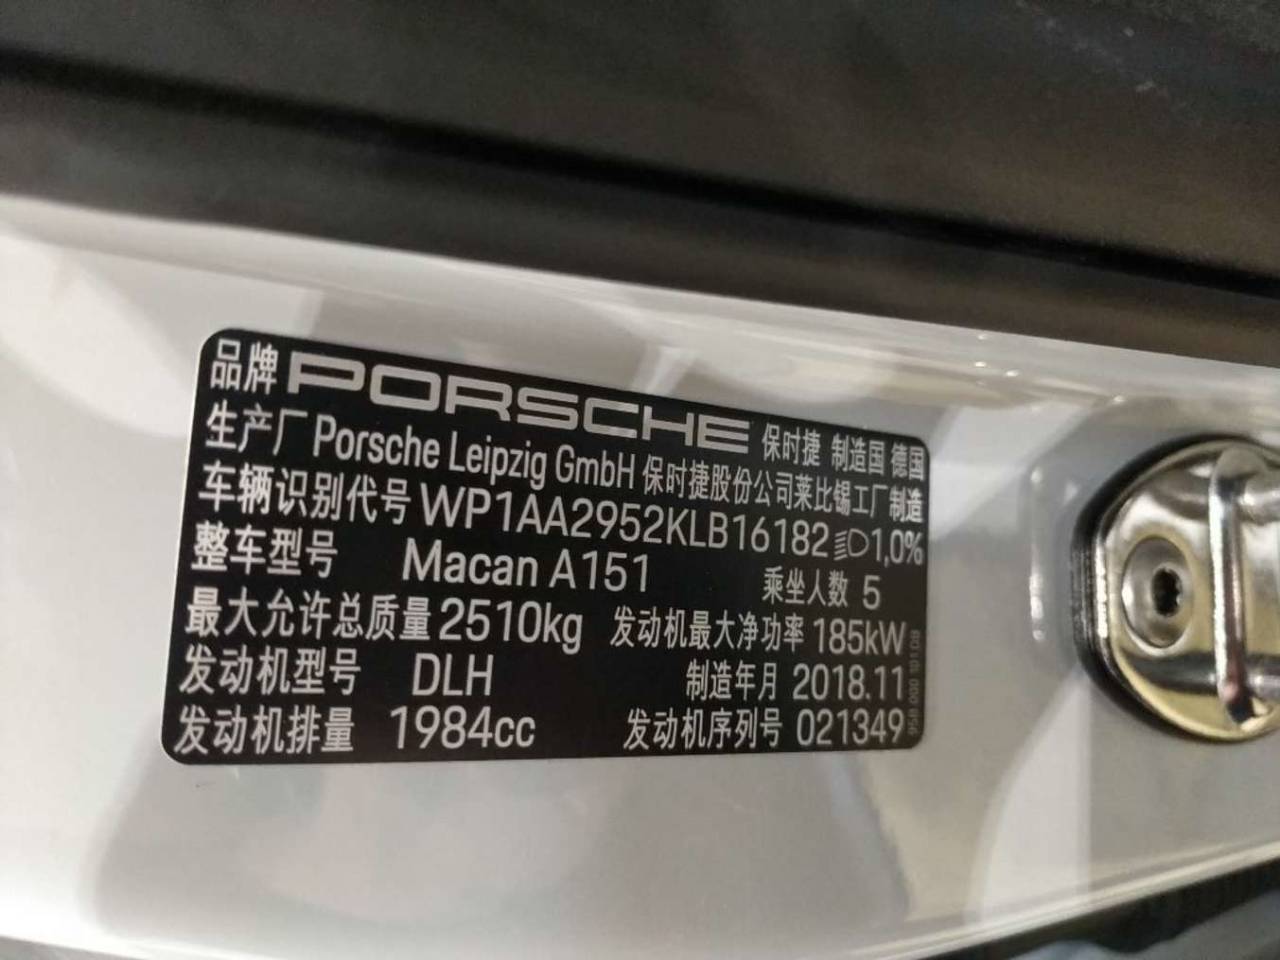 品牌 PORSCHE 保时捷 制造国 德国
生产厂 Porsche Leipzig GmbH 保时捷股份公司莱比锡工厂制造
车辆识别代号 WP1AA2952KLB16182 1,0%
整车型号 Macan A151 乘坐人数 5
最大允许总质量 2510kg 发动机最大净功率 185kW
发动机型号 DLH 制造年月 2018.11
发动机排量 1984cc 发动机序列号 021349